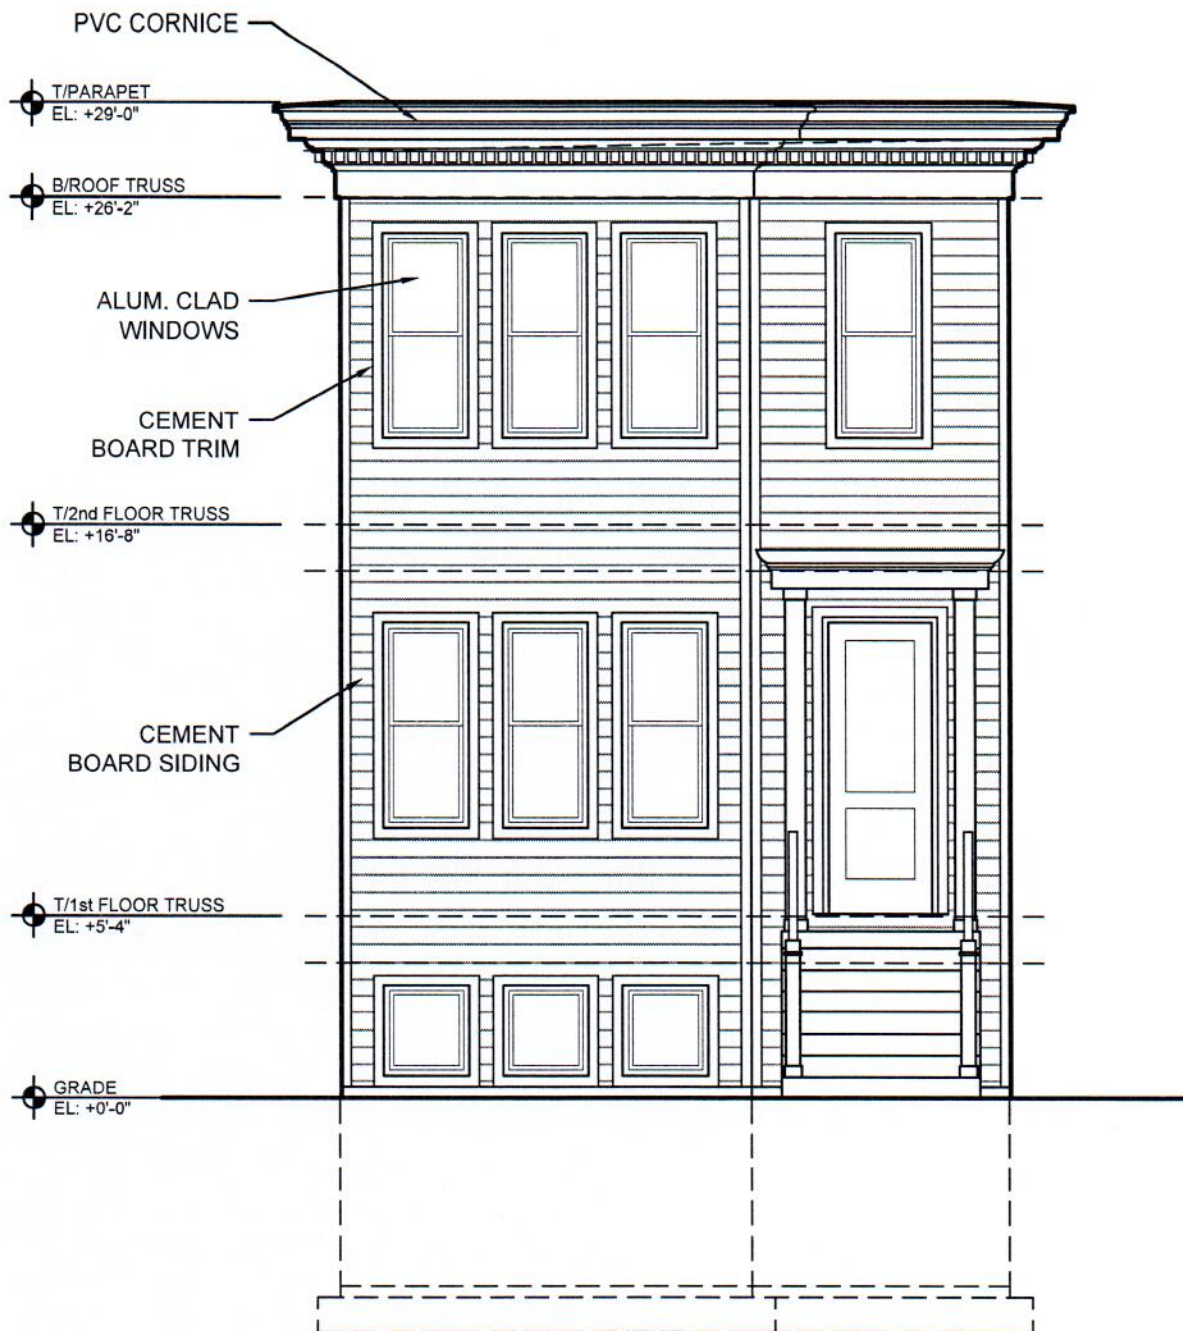 PVC CORNICE
T/PARAPET
EL: +29'-0"
B/ROOF TRUSS
EL: +26'-2"
ALUM. CLAD
WINDOWS
CEMENT
BOARD TRIM
T/2nd FLOOR TRUSS
EL: +16'-8"
CEMENT
BOARD SIDING
T/1st FLOOR TRUSS
EL: +5'-4"
GRADE
EL: +0'-0"